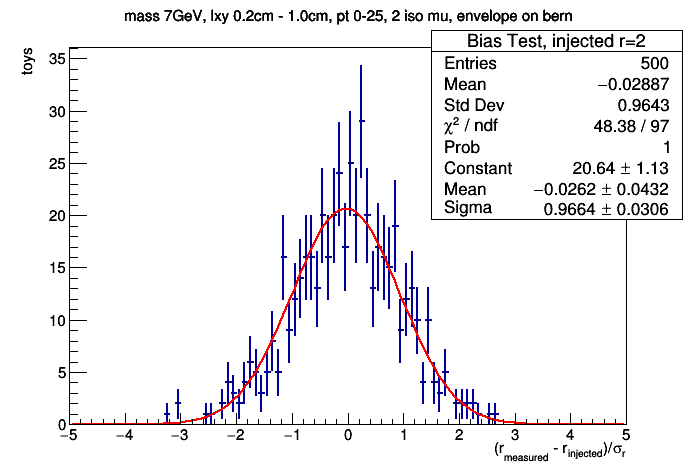 mass 7GeV, lxy 0.2cm - 1.0cm, pt 0-25, 2 iso mu, envelope on bern
Bias Test, injected r=2
Entries 500
Mean −0.02887
Std Dev 0.9643
χ² / ndf 48.38 / 97
Prob 1
Constant 20.64 ± 1.13
Mean −0.0262 ± 0.0432
Sigma 0.9664 ± 0.0306
toys
35
30
25
20
15
10
5
0
−5 −4 −3 −2 −1 0 1 2 3 4 5
(r_measured - r_injected)/σ_r